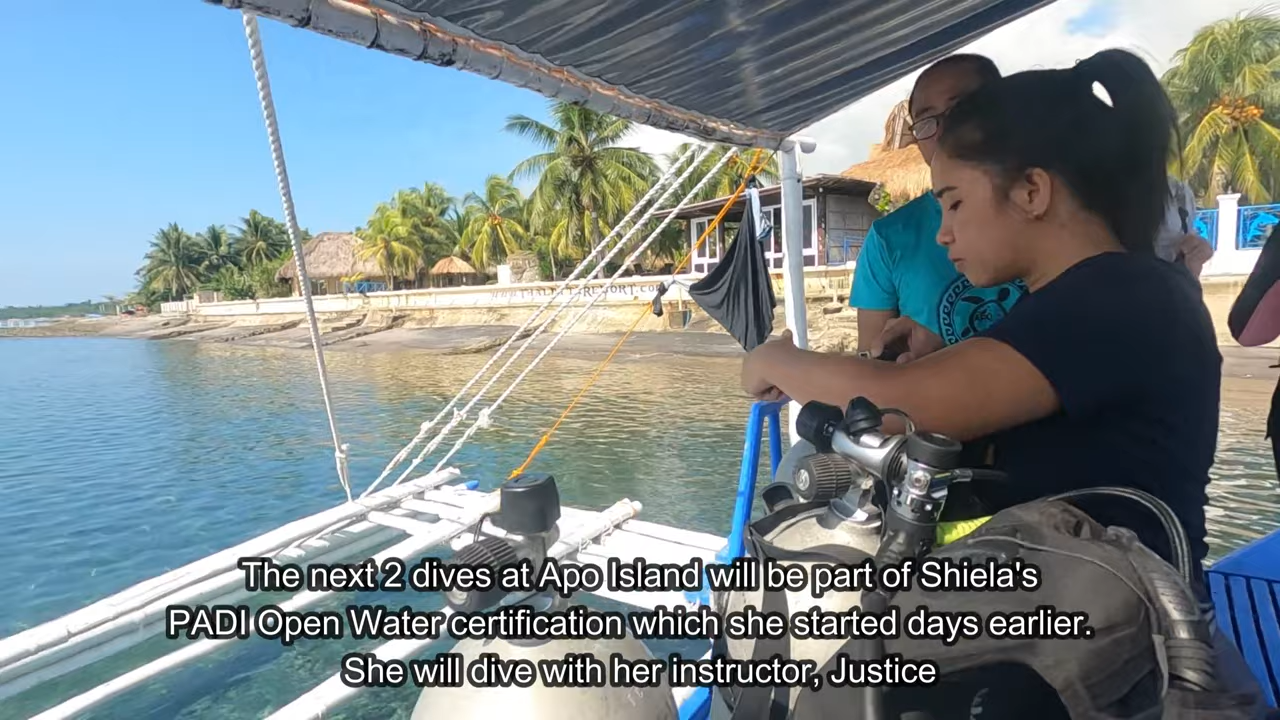 The next 2 dives at Apo Island will be part of Shiela's
PADI Open Water certification which she started days earlier.
She will dive with her instructor, Justice